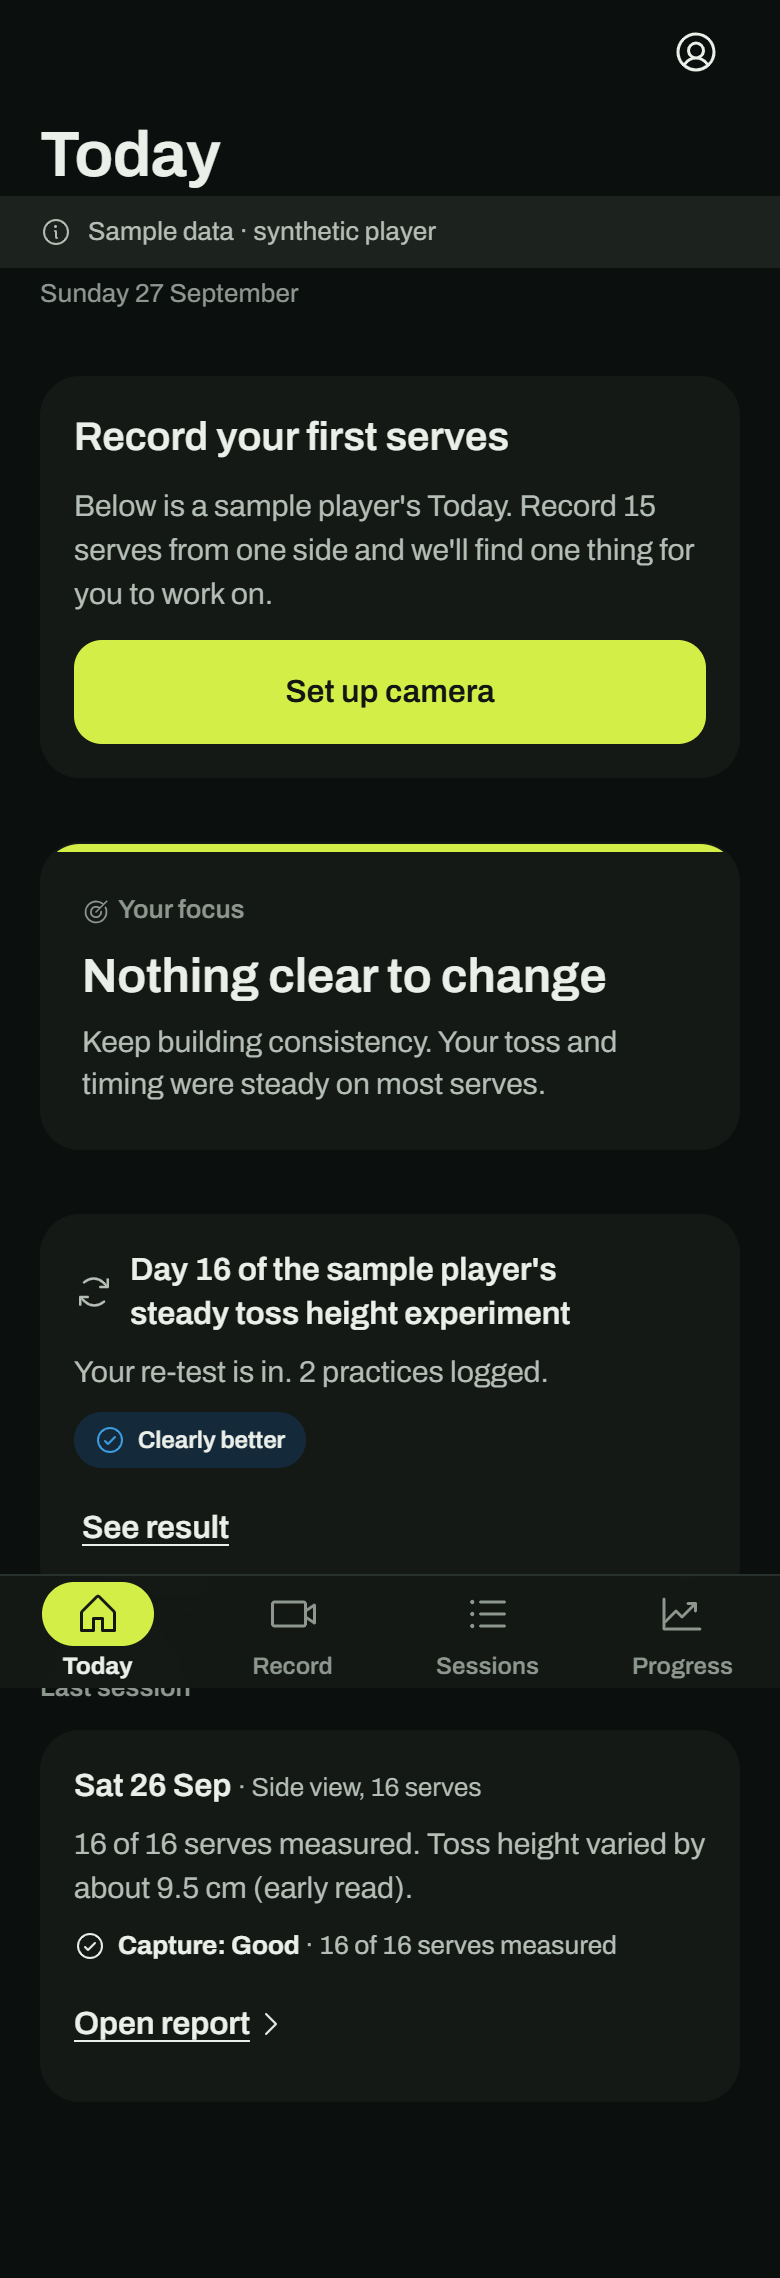 Today
Sample data · synthetic player
Sunday 27 September
Record your first serves
Below is a sample player's Today. Record 15
serves from one side and we'll find one thing for
you to work on.
Set up camera
Your focus
Nothing clear to change
Keep building consistency. Your toss and
timing were steady on most serves.
Day 16 of the sample player's
steady toss height experiment
Your re-test is in. 2 practices logged.
Clearly better
See result
Today
Record
Sessions
Progress
Last session
Sat 26 Sep · Side view, 16 serves
16 of 16 serves measured. Toss height varied by
about 9.5 cm (early read).
Capture: Good · 16 of 16 serves measured
Open report